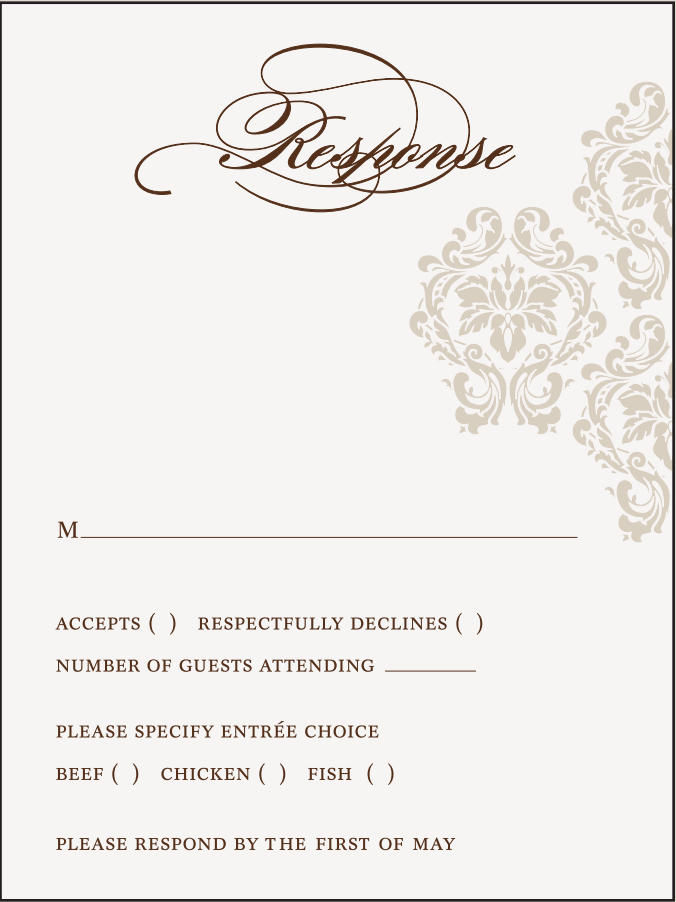 Response
M
ACCEPTS ( ) RESPECTFULLY DECLINES ( )
NUMBER OF GUESTS ATTENDING
PLEASE SPECIFY ENTRÉE CHOICE
BEEF ( ) CHICKEN ( ) FISH ( )
PLEASE RESPOND BY THE FIRST OF MAY